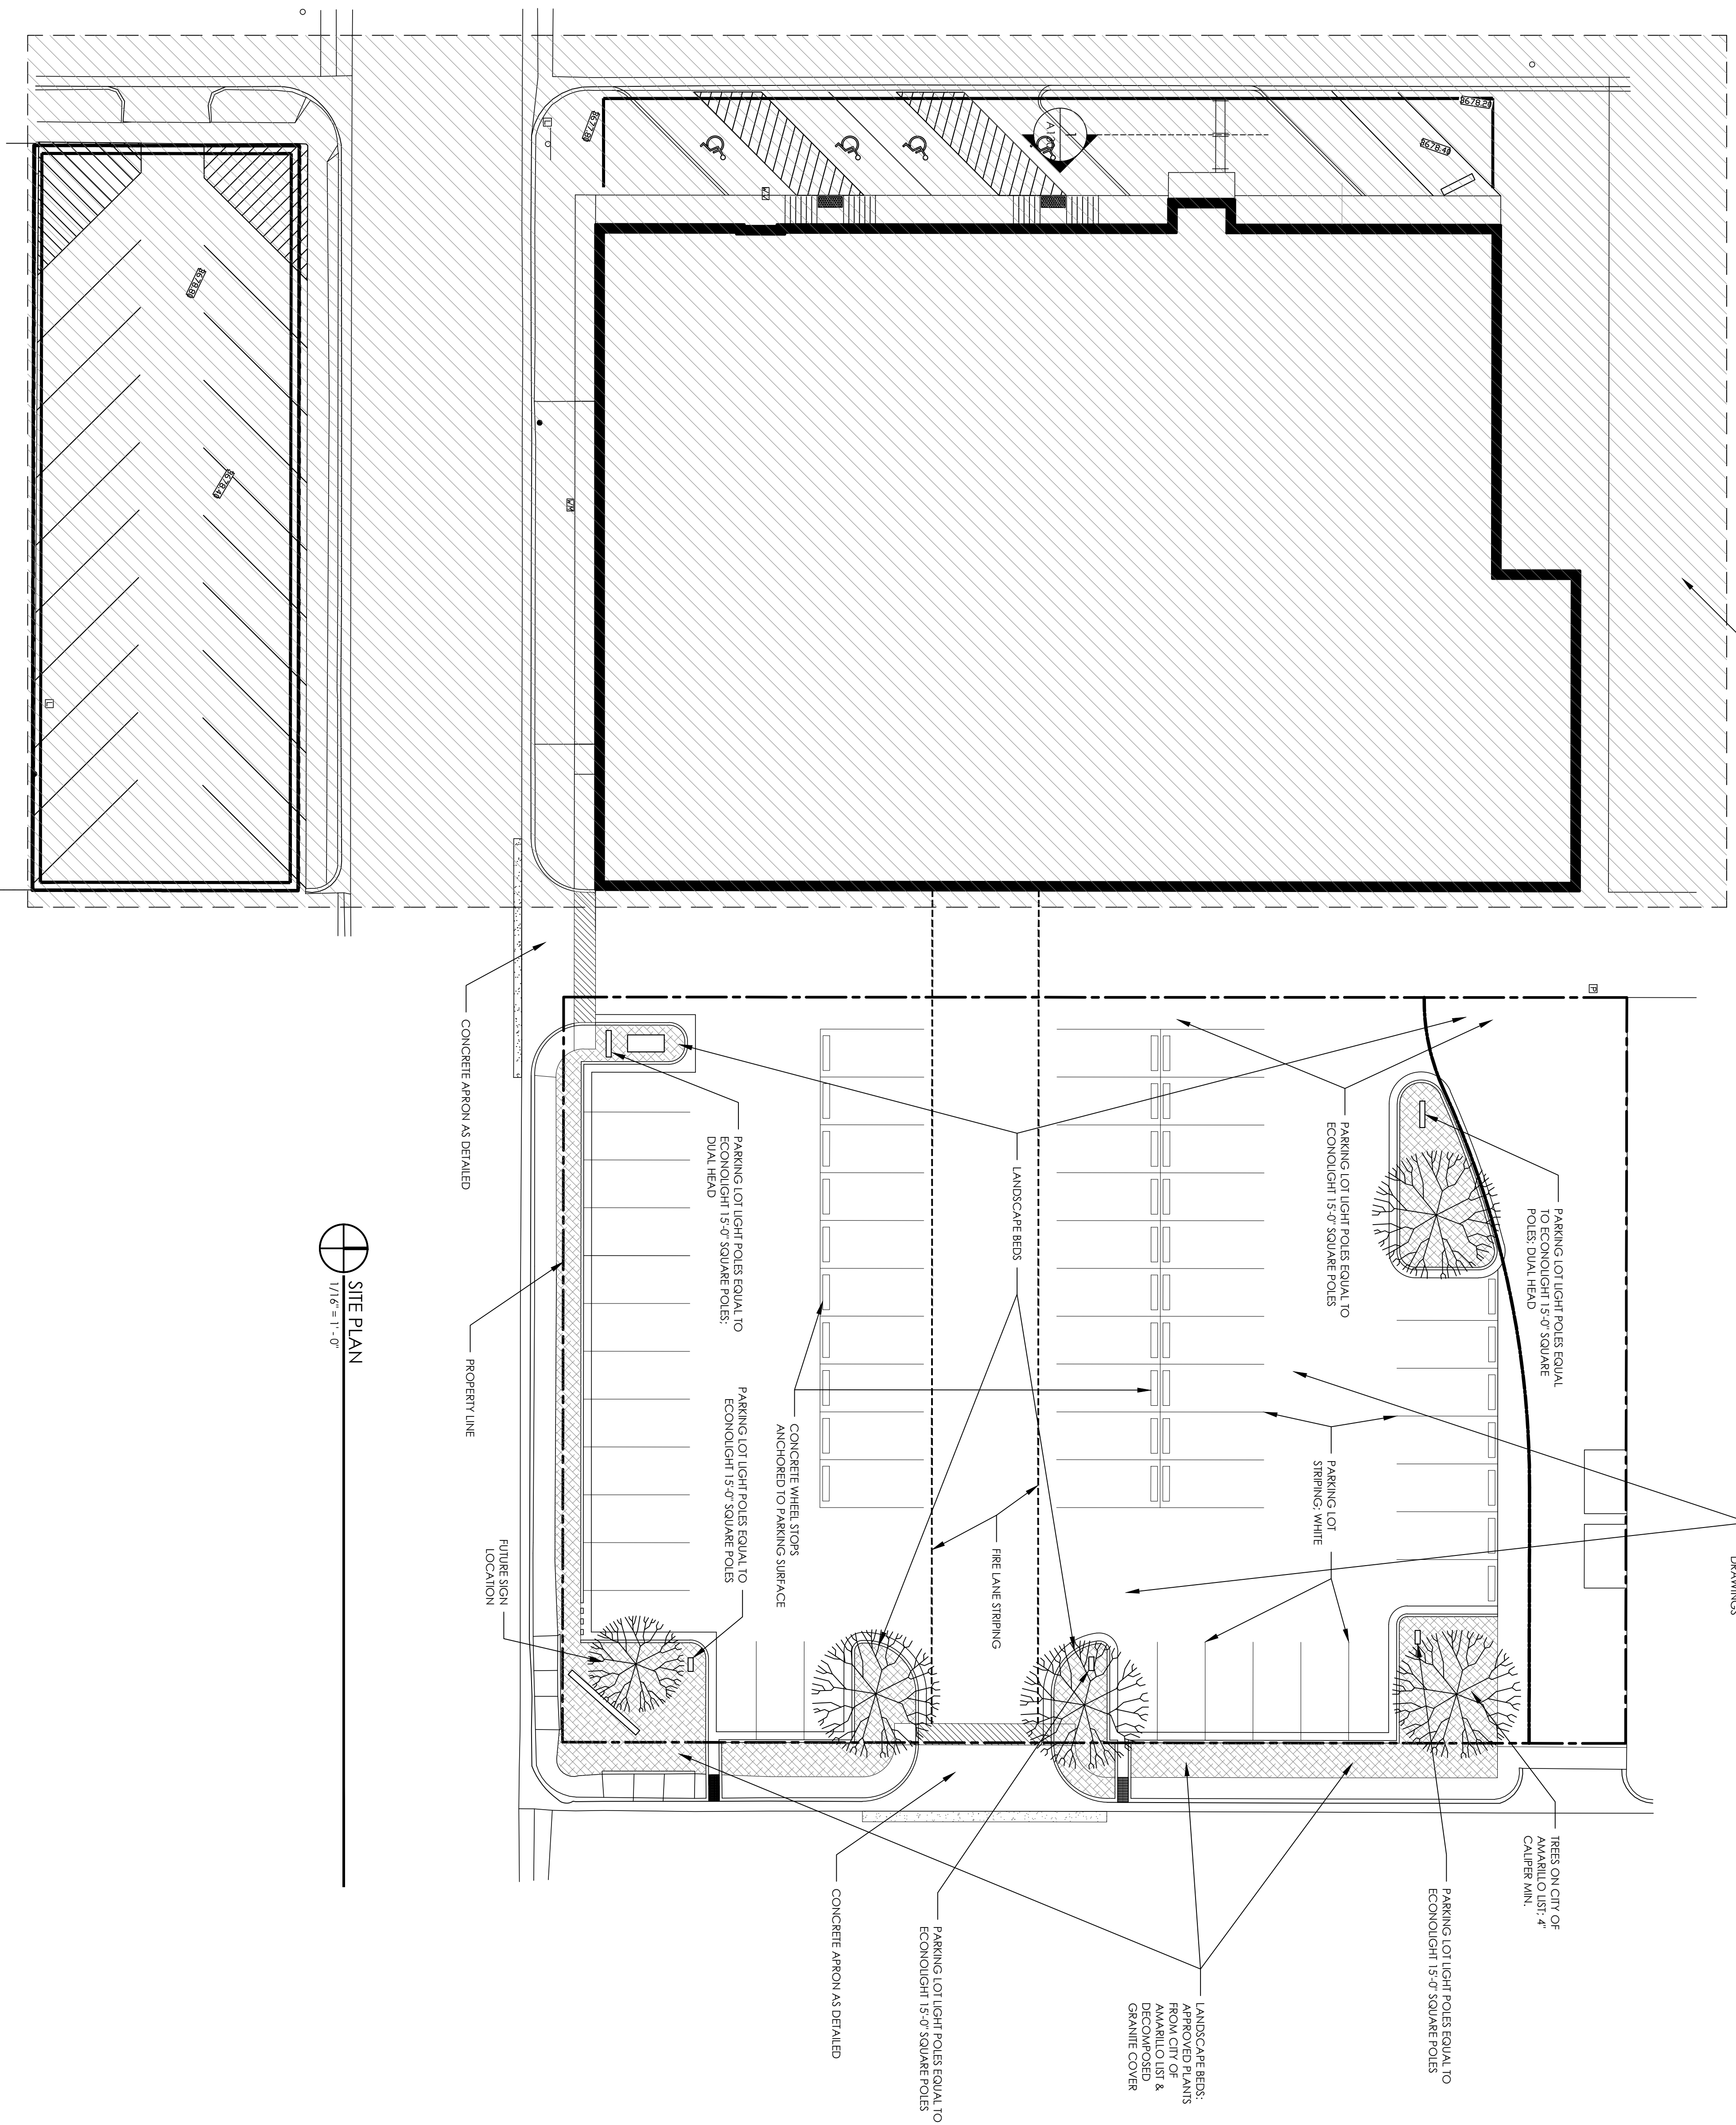 DRAWINGS
PARKING LOT LIGHT POLES EQUAL
TO ECONOLIGHT 15'-0" SQUARE
POLES; DUAL HEAD
TREES ON CITY OF
AMARILLO LIST; 4"
CALIPER MIN.
PARKING LOT LIGHT POLES EQUAL TO
ECONOLIGHT 15'-0" SQUARE POLES
PARKING LOT
STRIPING; WHITE
PARKING LOT LIGHT POLES EQUAL TO
ECONOLIGHT 15'-0" SQUARE POLES
LANDSCAPE BEDS;
APPROVED PLANTS
FROM CITY OF
AMARILLO LIST &
DECOMPOSED
GRANITE COVER
LANDSCAPE BEDS
FIRE LANE STRIPING
PARKING LOT LIGHT POLES EQUAL TO
ECONOLIGHT 15'-0" SQUARE POLES
CONCRETE WHEEL STOPS
ANCHORED TO PARKING SURFACE
CONCRETE APRON AS DETAILED
PARKING LOT LIGHT POLES EQUAL TO
ECONOLIGHT 15'-0" SQUARE POLES;
DUAL HEAD
PARKING LOT LIGHT POLES EQUAL TO
ECONOLIGHT 15'-0" SQUARE POLES
CONCRETE APRON AS DETAILED
PROPERTY LINE
FUTURE SIGN
LOCATION
SITE PLAN
1/16" = 1' - 0"
1